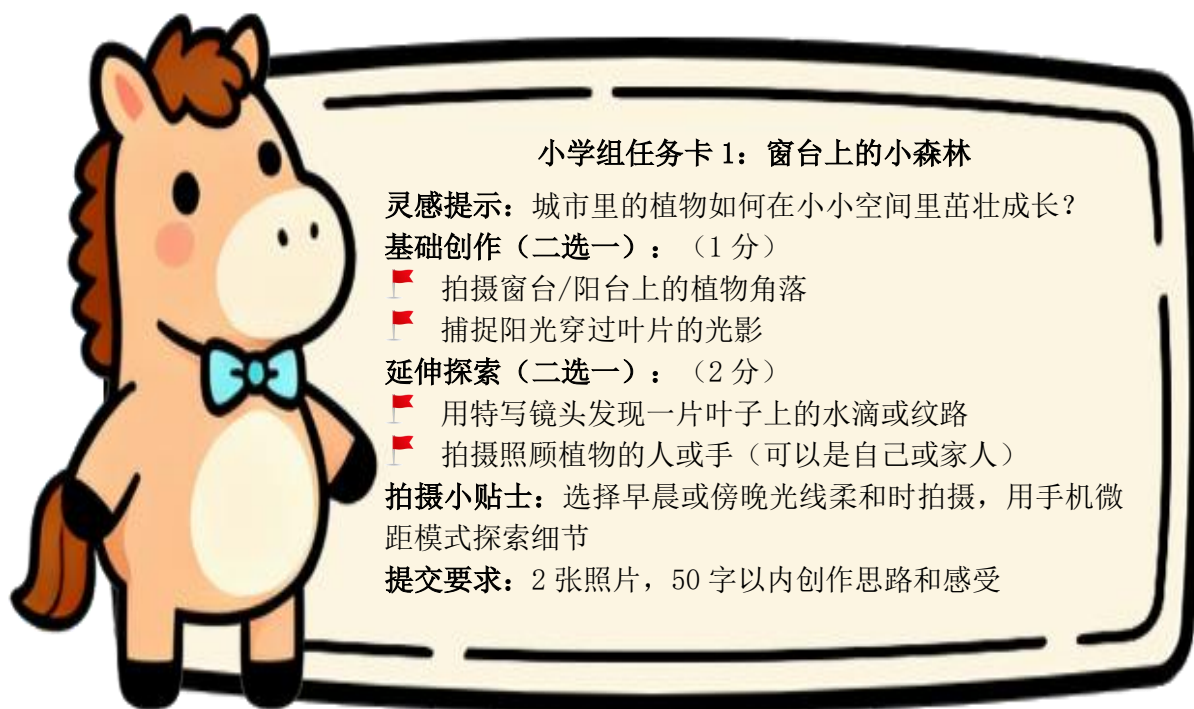 小学组任务卡 1：窗台上的小森林
灵感提示：城市里的植物如何在小小空间里茁壮成长？
基础创作（二选一）：（1 分）
拍摄窗台/阳台上的植物角落
捕捉阳光穿过叶片的光影
延伸探索（二选一）：（2 分）
用特写镜头发现一片叶子上的水滴或纹路
拍摄照顾植物的人或手（可以是自己或家人）
拍摄小贴士：选择早晨或傍晚光线柔和时拍摄，用手机微
距模式探索细节
提交要求：2 张照片，50 字以内创作思路和感受